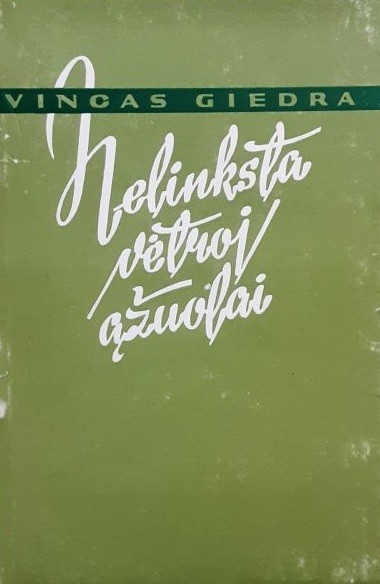 VINCAS GIEDRA
Nelinksta
vėtroj
ąžuolai